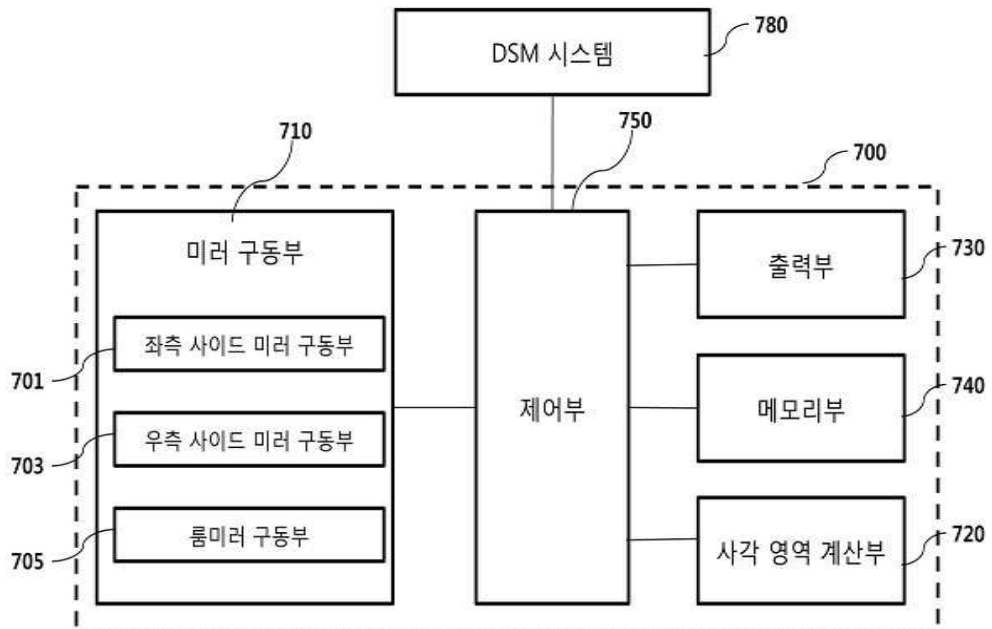 780
DSM 시스템
710
750
700
미러 구동부
출력부
730
좌측 사이드 미러 구동부
701
제어부
메모리부
740
우측 사이드 미러 구동부
703
룸미러 구동부
705
사각 영역 계산부
720